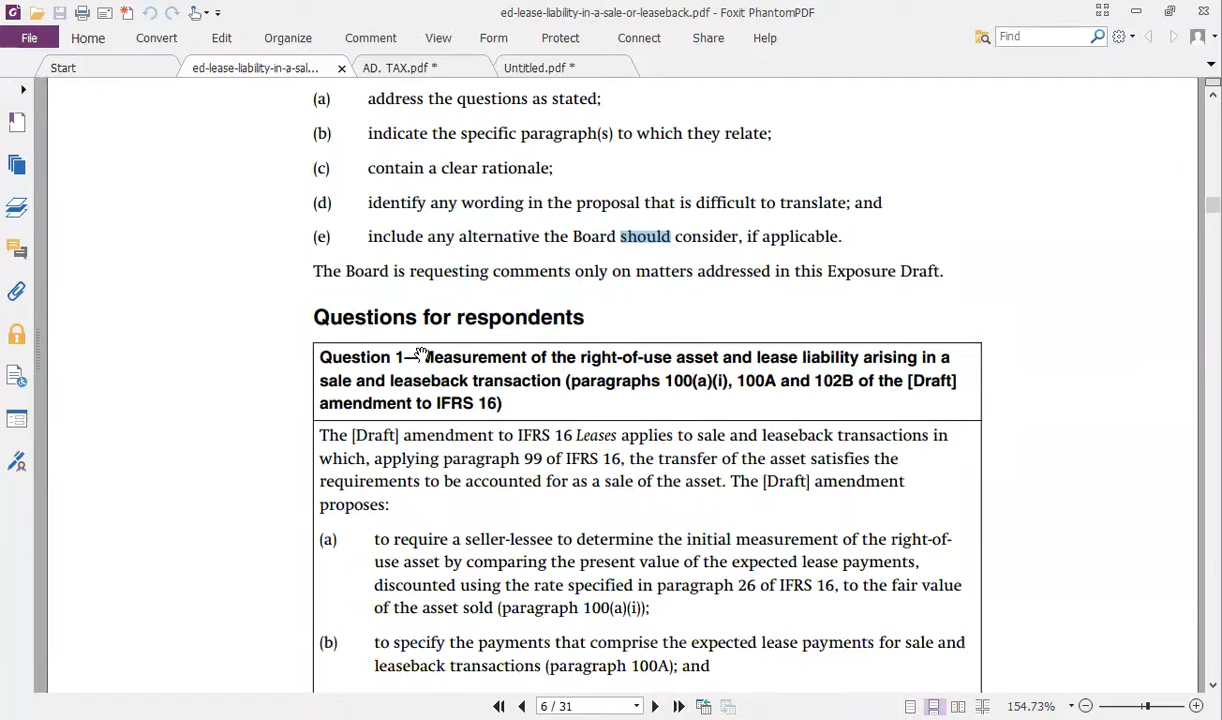 ed-lease-liability-in-a-sale-or-leaseback.pdf - Foxit PhantomPDF
File Home Convert Edit Organize Comment View Form Protect Connect Share Help Find
Start ed-lease-liability-in-a-sal... AD. TAX.pdf * Untitled.pdf *
(a) address the questions as stated;
(b) indicate the specific paragraph(s) to which they relate;
(c) contain a clear rationale;
(d) identify any wording in the proposal that is difficult to translate; and
(e) include any alternative the Board should consider, if applicable.
The Board is requesting comments only on matters addressed in this Exposure Draft.
Questions for respondents
Question 1—Measurement of the right-of-use asset and lease liability arising in a
sale and leaseback transaction (paragraphs 100(a)(i), 100A and 102B of the [Draft]
amendment to IFRS 16)
The [Draft] amendment to IFRS 16 Leases applies to sale and leaseback transactions in
which, applying paragraph 99 of IFRS 16, the transfer of the asset satisfies the
requirements to be accounted for as a sale of the asset. The [Draft] amendment
proposes:
(a) to require a seller-lessee to determine the initial measurement of the right-of-
use asset by comparing the present value of the expected lease payments,
discounted using the rate specified in paragraph 26 of IFRS 16, to the fair value
of the asset sold (paragraph 100(a)(i));
(b) to specify the payments that comprise the expected lease payments for sale and
leaseback transactions (paragraph 100A); and
6 / 31 154.73%